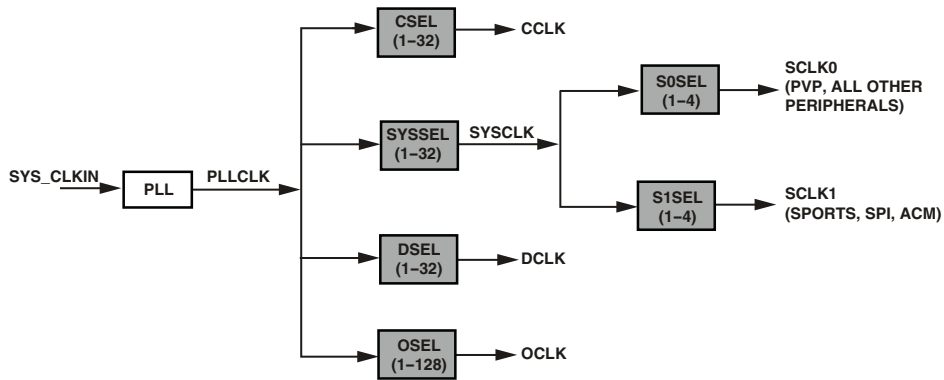 CSEL
(1–32)
CCLK
S0SEL
(1–4)
SCLK0
(PVP, ALL OTHER
PERIPHERALS)
SYSSEL
(1–32)
SYSCLK
SYS_CLKIN
PLL
PLLCLK
S1SEL
(1–4)
SCLK1
(SPORTS, SPI, ACM)
DSEL
(1–32)
DCLK
OSEL
(1–128)
OCLK